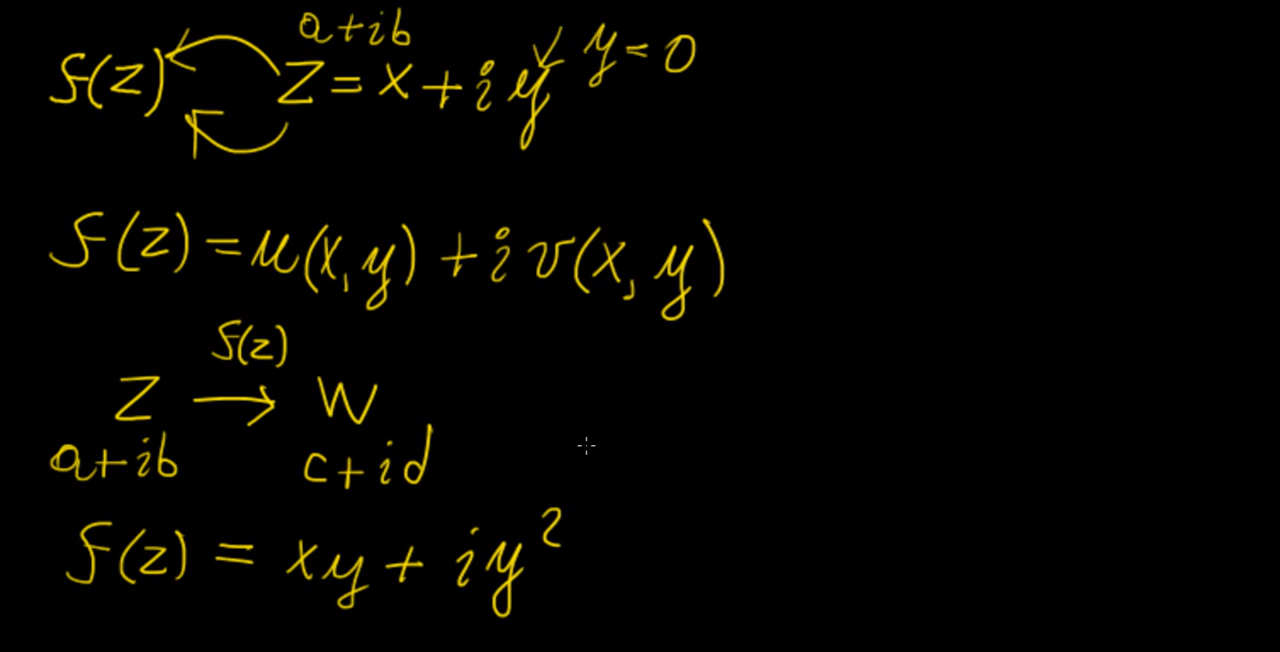 a+ib
f(z) z=x+iy y=0
f(z)=u(x,y)+iv(x,y)
f(z)
z → w
a+ib c+id
f(z) = xy+iy²